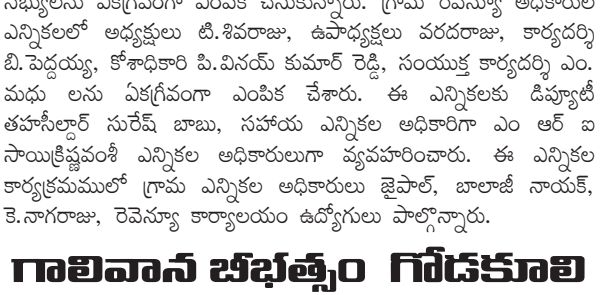 సభ్యులను ఏకగ్రీవంగా ఎంపిక చేసుకున్నారు. గ్రామ రెవెన్యూ అధికారుల
ఎన్నికలలో అధ్యక్షులు టి.శివరాజు, ఉపాధ్యక్షలు వరదరాజు, కార్యదర్శి
బి.పెద్దయ్య, కోశాధికారి పి.వినయ్ కుమార్ రెడ్డి, సంయుక్త కార్యదర్శి ఎం.
మధు లను ఏకగ్రీవంగా ఎంపిక చేశారు. ఈ ఎన్నికలకు డిప్యూటీ
తహసీల్దార్ సురేష్ బాబు, సహాయ ఎన్నికల అధికారిగా ఎం ఆర్ ఐ
సాయిక్రిష్ణవంశీ ఎన్నికల అధికారులుగా వ్యవహరించారు. ఈ ఎన్నికల
కార్యక్రమములో గ్రామ ఎన్నికల అధికారులు జైపాల్, బాలాజీ నాయక్,
కె.నాగరాజు, రెవెన్యూ కార్యాలయం ఉద్యోగులు పాల్గొన్నారు.
గాలివాన బీభత్సం గోడకూలి